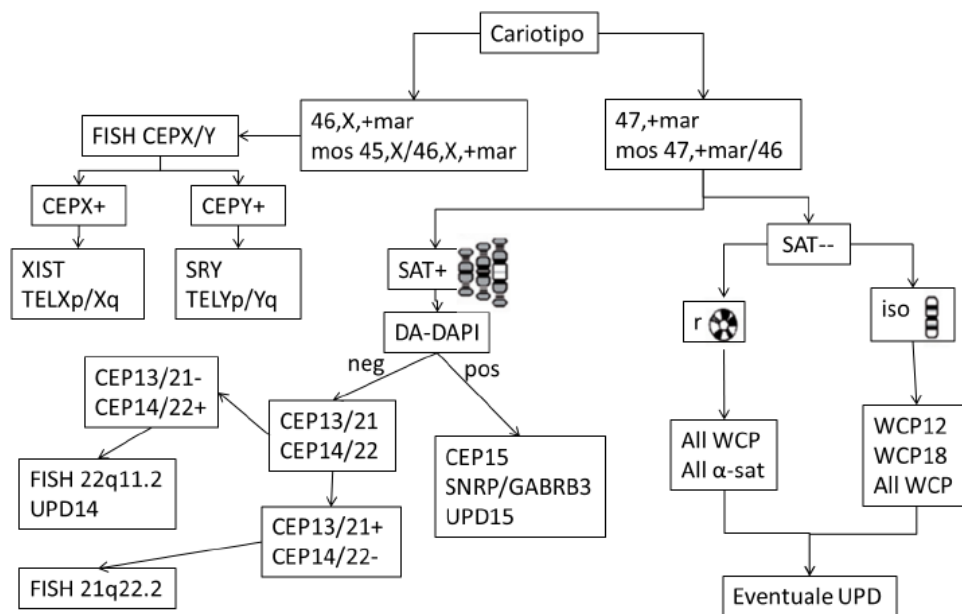 Cariotipo
46,X,+mar
mos 45,X/46,X,+mar
47,+mar
mos 47,+mar/46
FISH CEPX/Y
CEPX+
CEPY+
XIST
TELXp/Xq
SRY
TELYp/Yq
SAT+
SAT--
DA-DAPI
r
iso
neg
pos
CEP13/21-
CEP14/22+
CEP13/21
CEP14/22
CEP15
SNRP/GABRB3
UPD15
All WCP
All α-sat
WCP12
WCP18
All WCP
FISH 22q11.2
UPD14
CEP13/21+
CEP14/22-
FISH 21q22.2
Eventuale UPD